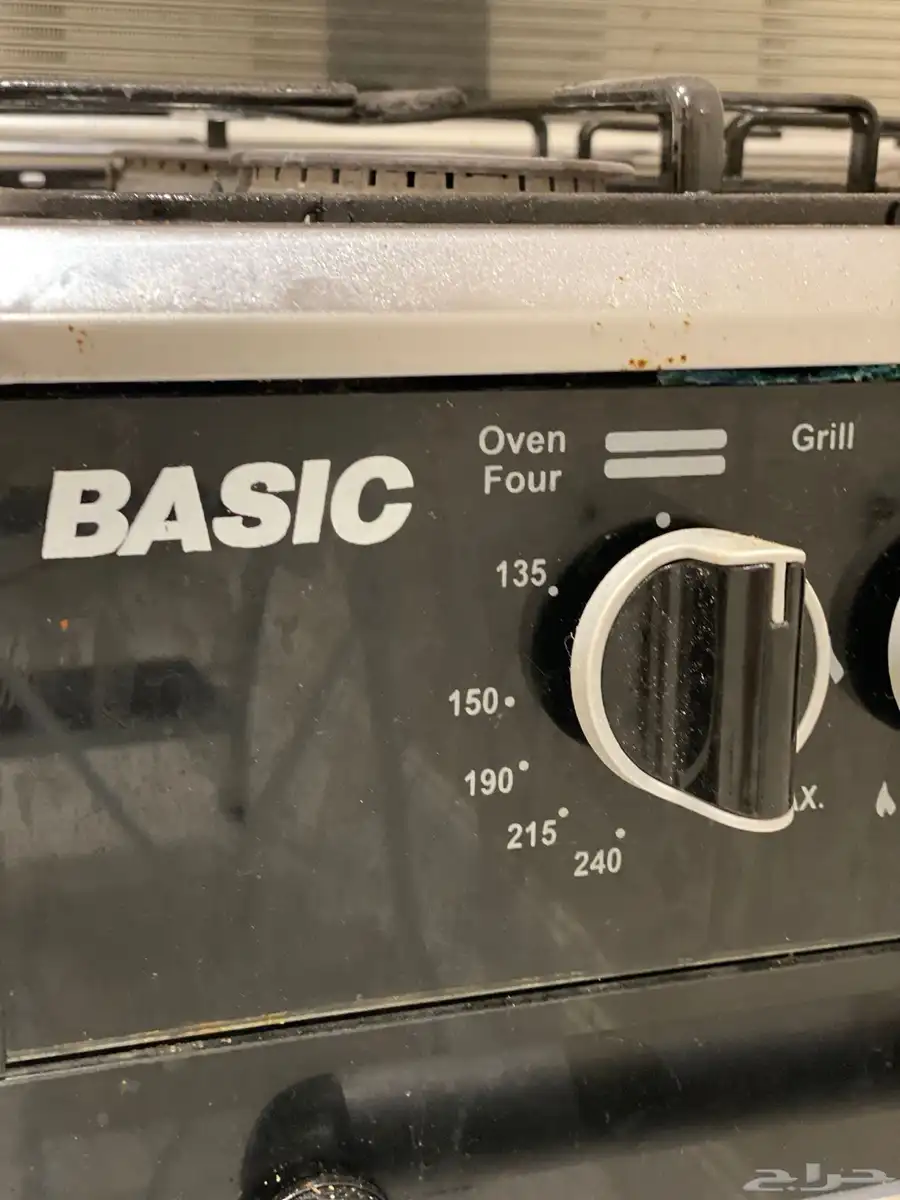 BASIC
Oven
Four
Grill
135
150
190
215
240
حراج